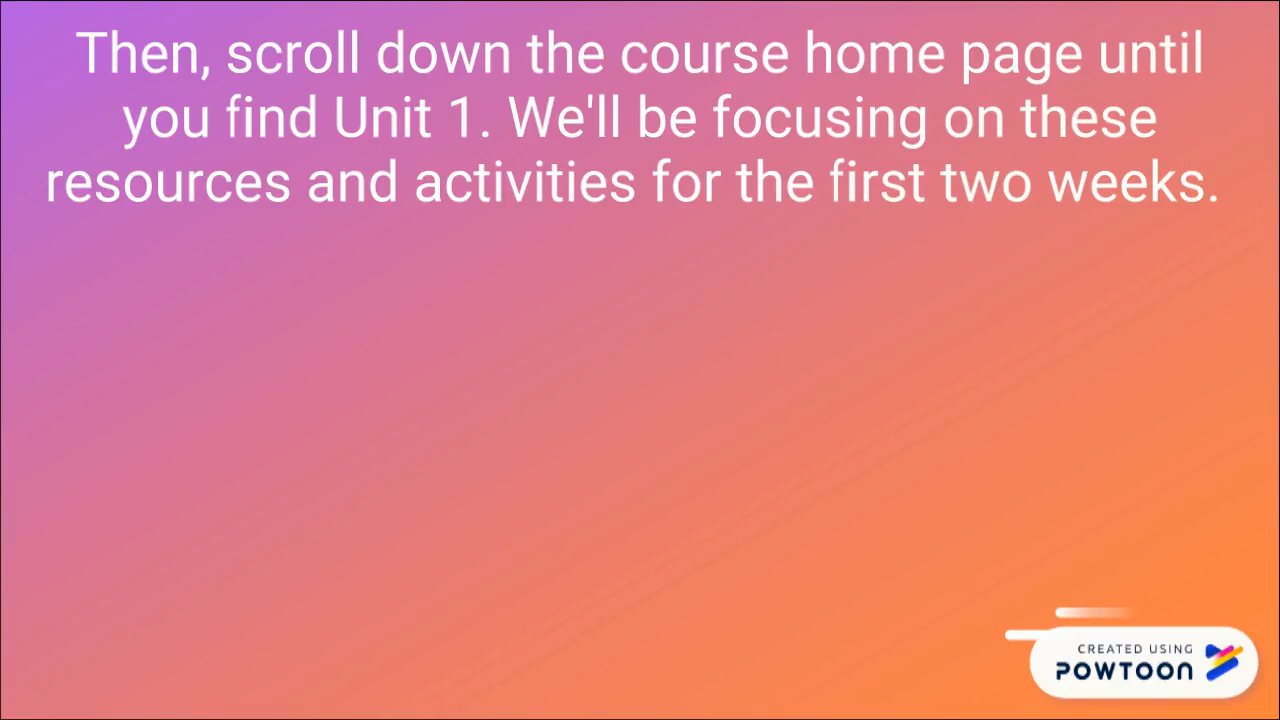 Then, scroll down the course home page until
you find Unit 1. We'll be focusing on these
resources and activities for the first two weeks.
CREATED USING
POWTOON